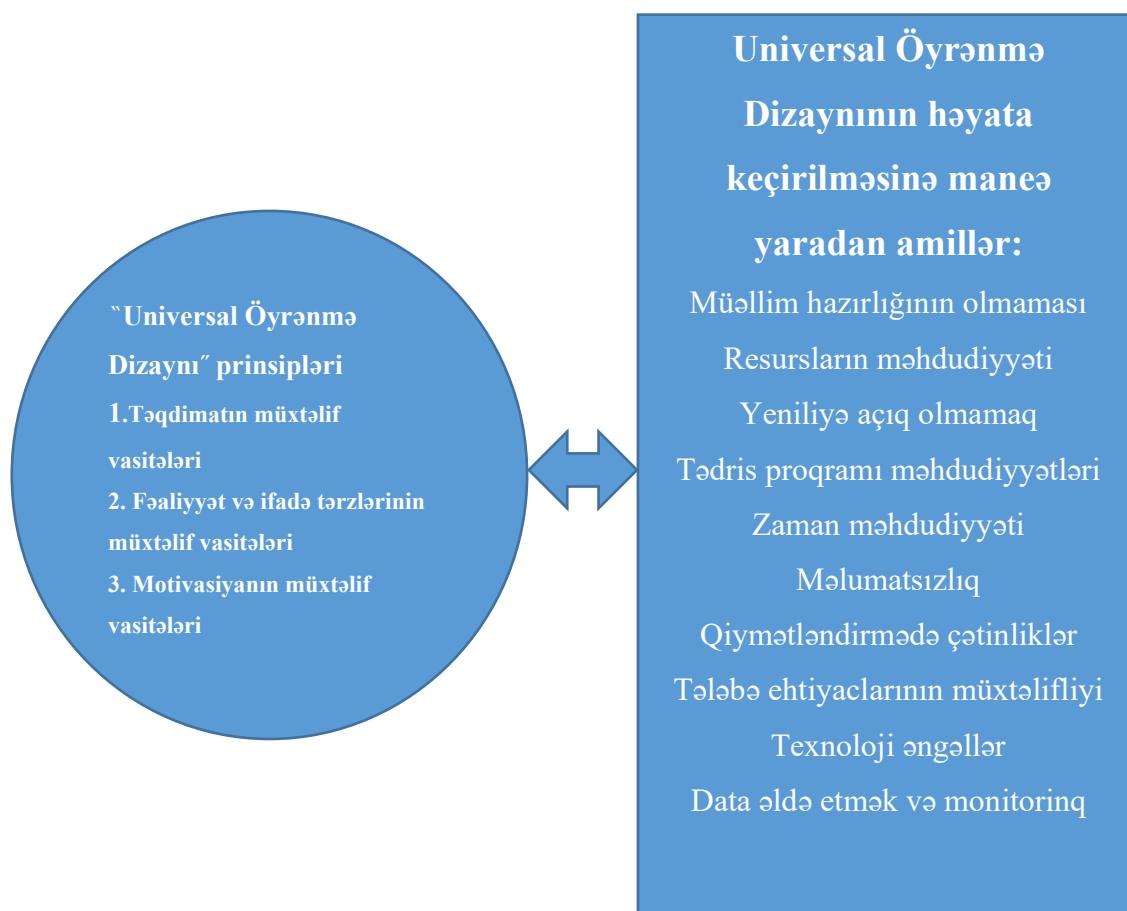 ‶Universal Öyrənmə
Dizaynı″ prinsipləri
1.Təqdimatın müxtəlif
vasitələri
2. Fəaliyyət və ifadə tərzlərinin
müxtəlif vasitələri
3. Motivasiyanın müxtəlif
vasitələri
Universal Öyrənmə
Dizaynının həyata
keçirilməsinə maneə
yaradan amillər:
Müəllim hazırlığının olmaması
Resursların məhdudiyyəti
Yeniliyə açıq olmamaq
Tədris proqramı məhdudiyyətləri
Zaman məhdudiyyəti
Məlumatsızlıq
Qiymətləndirmədə çətinliklər
Tələbə ehtiyaclarının müxtəlifliyi
Texnoloji əngəllər
Data əldə etmək və monitorinq